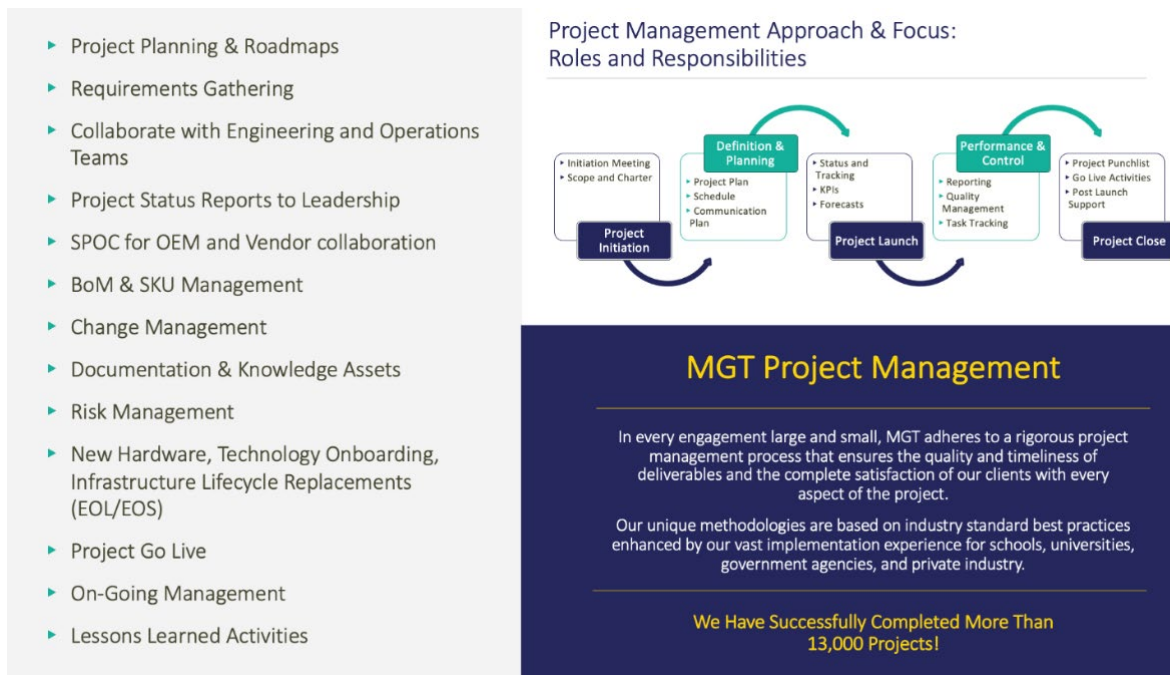 Project Planning & Roadmaps
Requirements Gathering
Collaborate with Engineering and Operations
Teams
Project Status Reports to Leadership
SPOC for OEM and Vendor collaboration
BoM & SKU Management
Change Management
Documentation & Knowledge Assets
Risk Management
New Hardware, Technology Onboarding,
Infrastructure Lifecycle Replacements
(EOL/EOS)
Project Go Live
On-Going Management
Lessons Learned Activities
Project Management Approach & Focus:
Roles and Responsibilities
Initiation Meeting
Scope and Charter
Project
Initiation
Definition &
Planning
Project Plan
Schedule
Communication
Plan
Status and
Tracking
KPIs
Forecasts
Project Launch
Performance &
Control
Reporting
Quality
Management
Task Tracking
Project Punchlist
Go Live Activities
Post Launch
Support
Project Close
MGT Project Management
In every engagement large and small, MGT adheres to a rigorous project
management process that ensures the quality and timeliness of
deliverables and the complete satisfaction of our clients with every
aspect of the project.
Our unique methodologies are based on industry standard best practices
enhanced by our vast implementation experience for schools, universities,
government agencies, and private industry.
We Have Successfully Completed More Than
13,000 Projects!